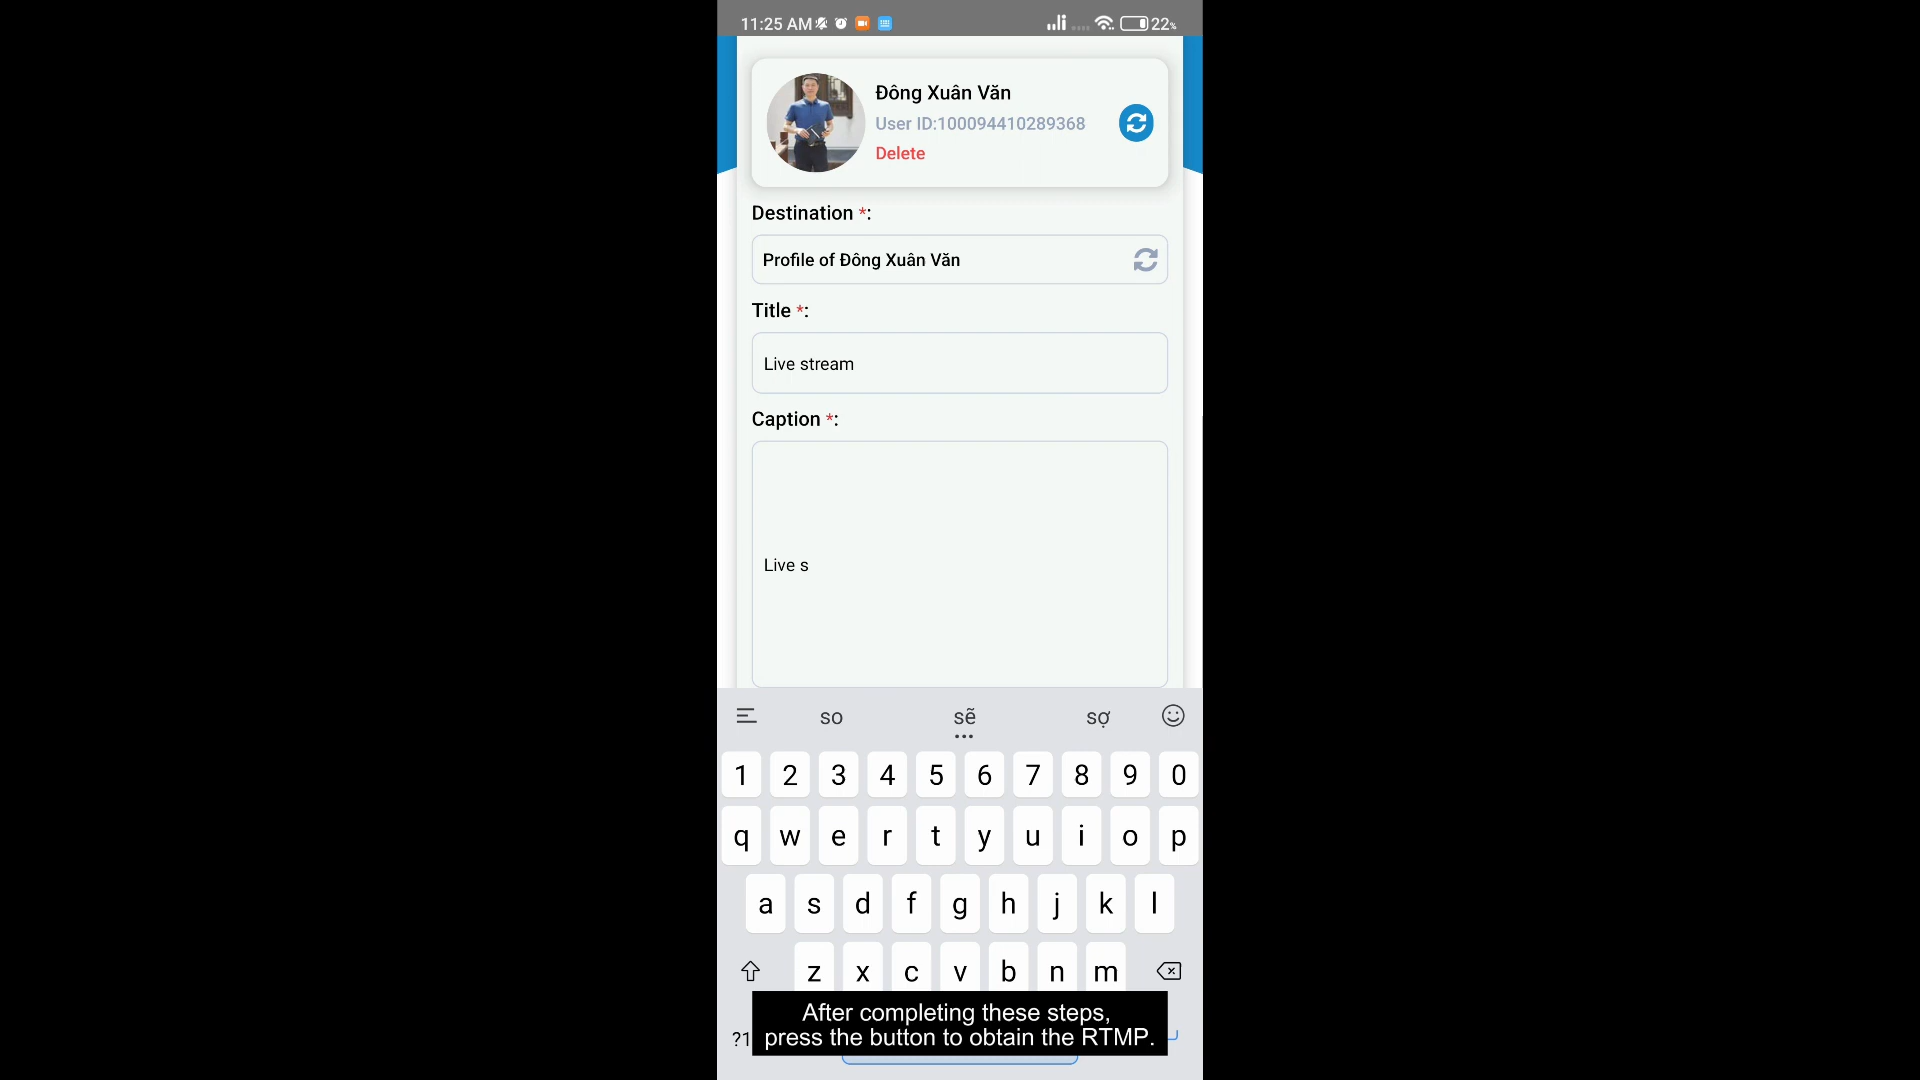 11:25 AM 22%
Đông Xuân Văn
User ID:100094410289368
Delete
Destination *:
Profile of Đông Xuân Văn
Title *:
Live stream
Caption *:
Live s
so sẽ sợ
1 2 3 4 5 6 7 8 9 0
q w e r t y u i o p
a s d f g h j k l
z x c v b n m
?1
After completing these steps,
press the button to obtain the RTMP.